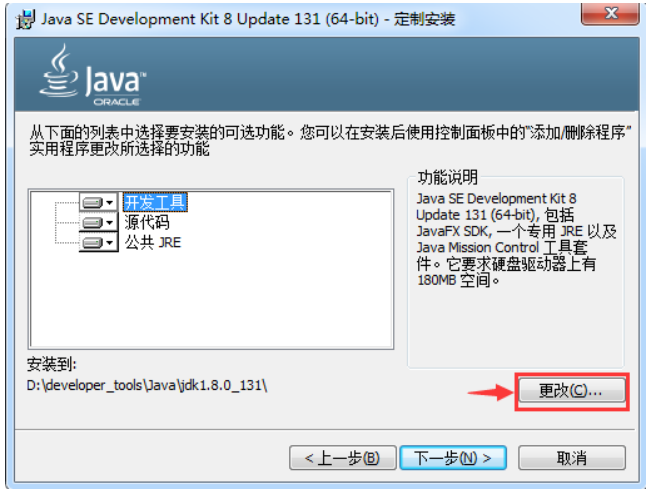 Java SE Development Kit 8 Update 131 (64-bit) - 定制安装
Java™
ORACLE
从下面的列表中选择要安装的可选功能。您可以在安装后使用控制面板中的"添加/删除程序"
实用程序更改所选择的功能
开发工具
源代码
公共 JRE
功能说明
Java SE Development Kit 8
Update 131 (64-bit), 包括
JavaFX SDK, 一个专用 JRE 以及
Java Mission Control 工具套
件。它要求硬盘驱动器上有
180MB 空间。
安装到:
D:\developer_tools\Java\jdk1.8.0_131\
更改(C)...
<上一步(B)
下一步(N) >
取消